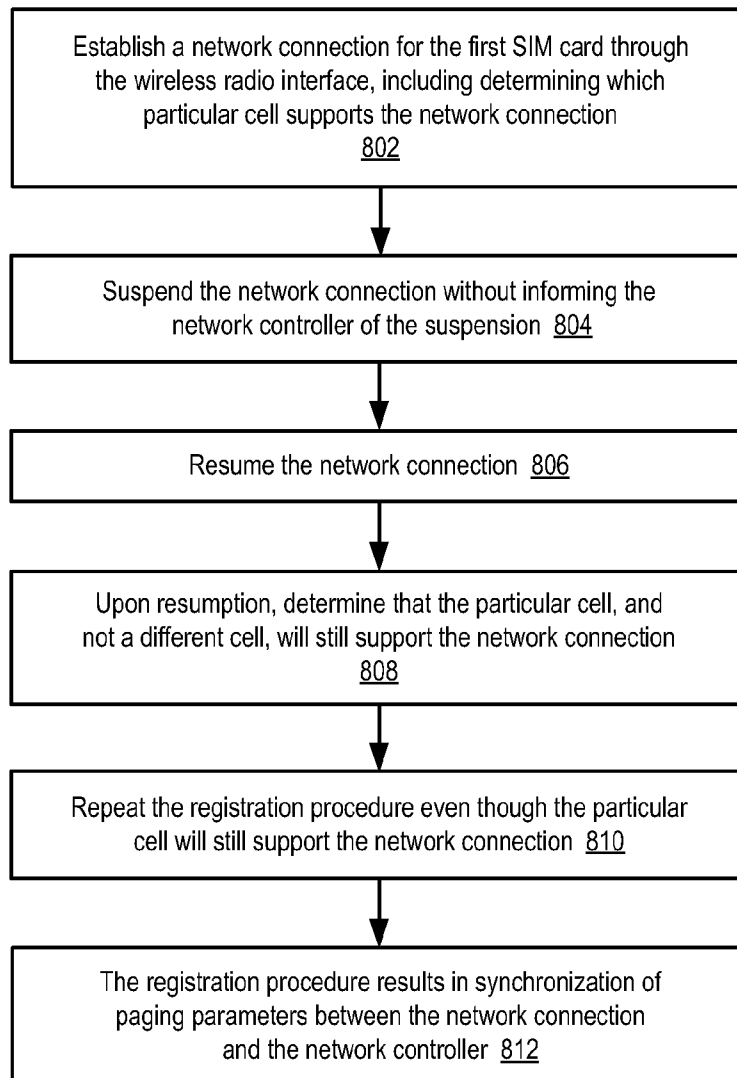 Establish a network connection for the first SIM card through
the wireless radio interface, including determining which
particular cell supports the network connection
802
Suspend the network connection without informing the
network controller of the suspension 804
Resume the network connection 806
Upon resumption, determine that the particular cell, and
not a different cell, will still support the network connection
808
Repeat the registration procedure even though the particular
cell will still support the network connection 810
The registration procedure results in synchronization of
paging parameters between the network connection
and the network controller 812